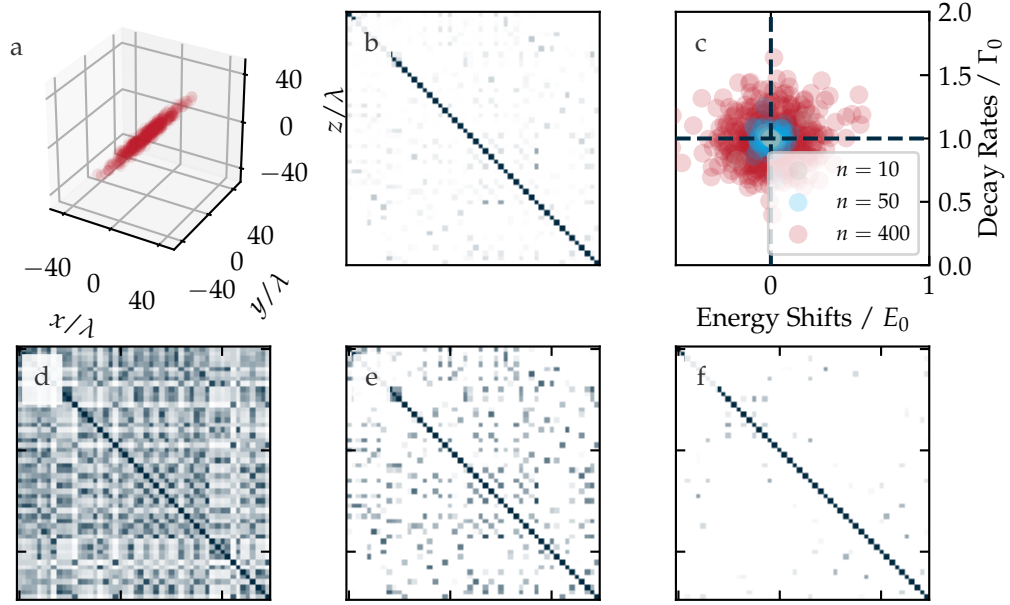 a
40
0
−40
−40
0
40
x/λ
−40
0
40
y/λ
z/λ
b
c
n = 10
n = 50
n = 400
0
1
Energy Shifts / E₀
2.0
1.5
1.0
0.5
0.0
Decay Rates / Γ₀
d
e
f